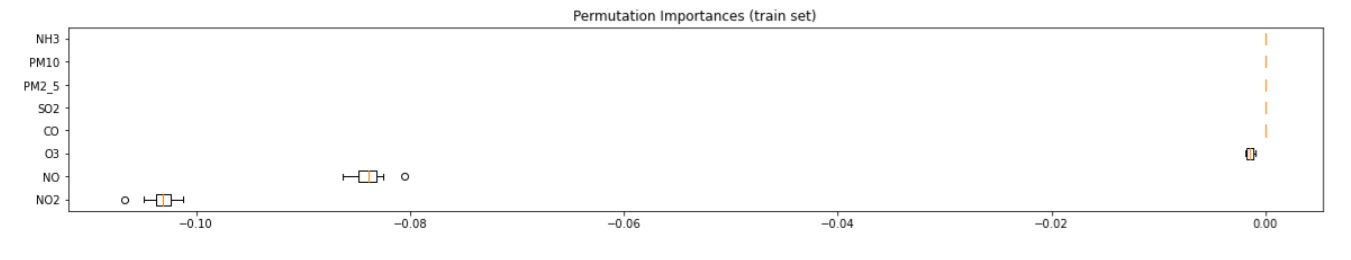 Permutation Importances (train set)
NH3
PM10
PM2_5
SO2
CO
O3
NO
NO2
−0.10 −0.08 −0.06 −0.04 −0.02 0.00